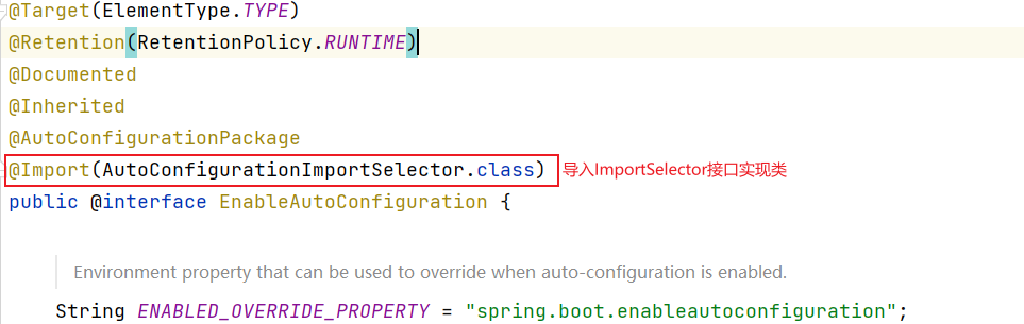 @Target(ElementType.TYPE)
@Retention(RetentionPolicy.RUNTIME)
@Documented
@Inherited
@AutoConfigurationPackage
@Import(AutoConfigurationImportSelector.class) 导入ImportSelector接口实现类
public @interface EnableAutoConfiguration {
Environment property that can be used to override when auto-configuration is enabled.
String ENABLED_OVERRIDE_PROPERTY = "spring.boot.enableautoconfiguration";